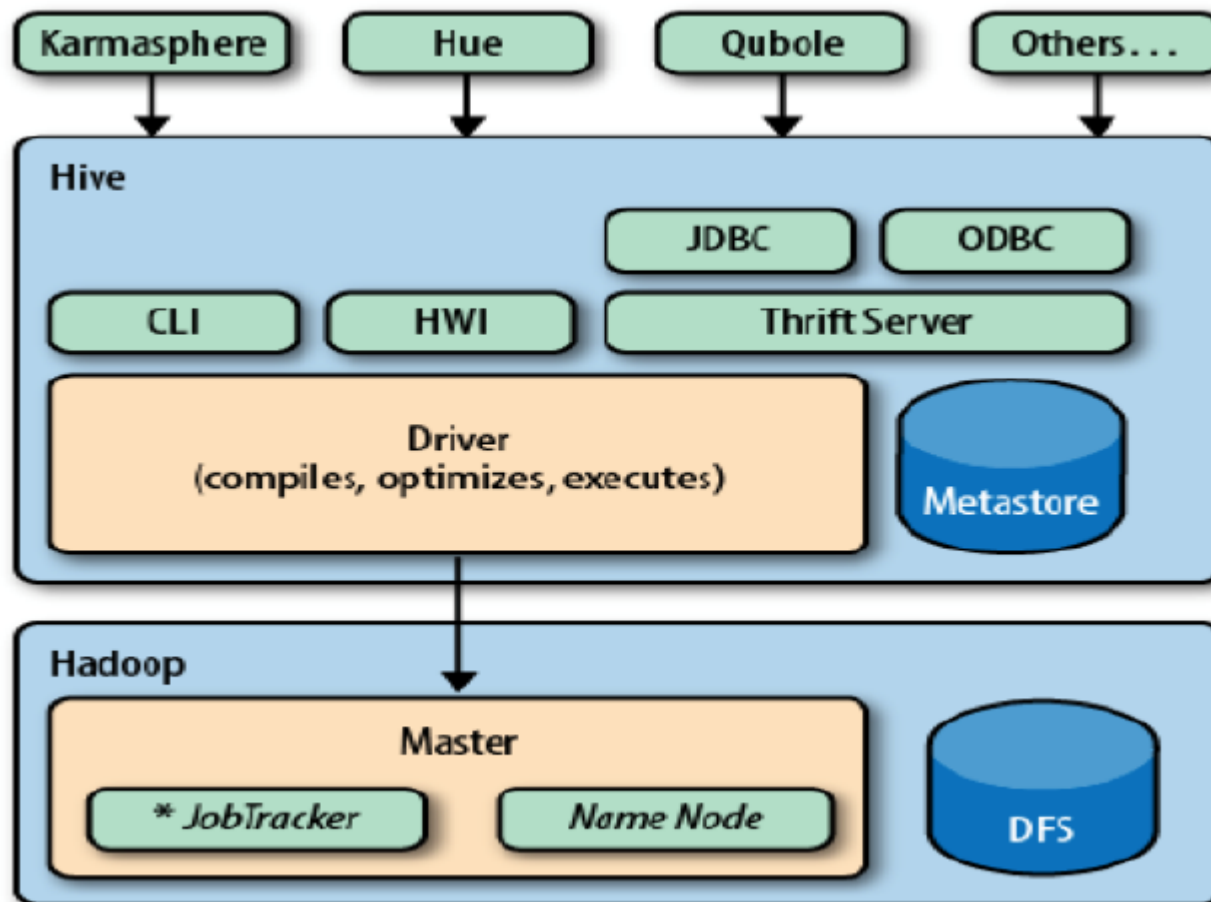 Karmasphere
Hue
Qubole
Others...
Hive
JDBC
ODBC
CLI
HWI
Thrift Server
Driver
(compiles, optimizes, executes)
Metastore
Hadoop
Master
* JobTracker
Name Node
DFS